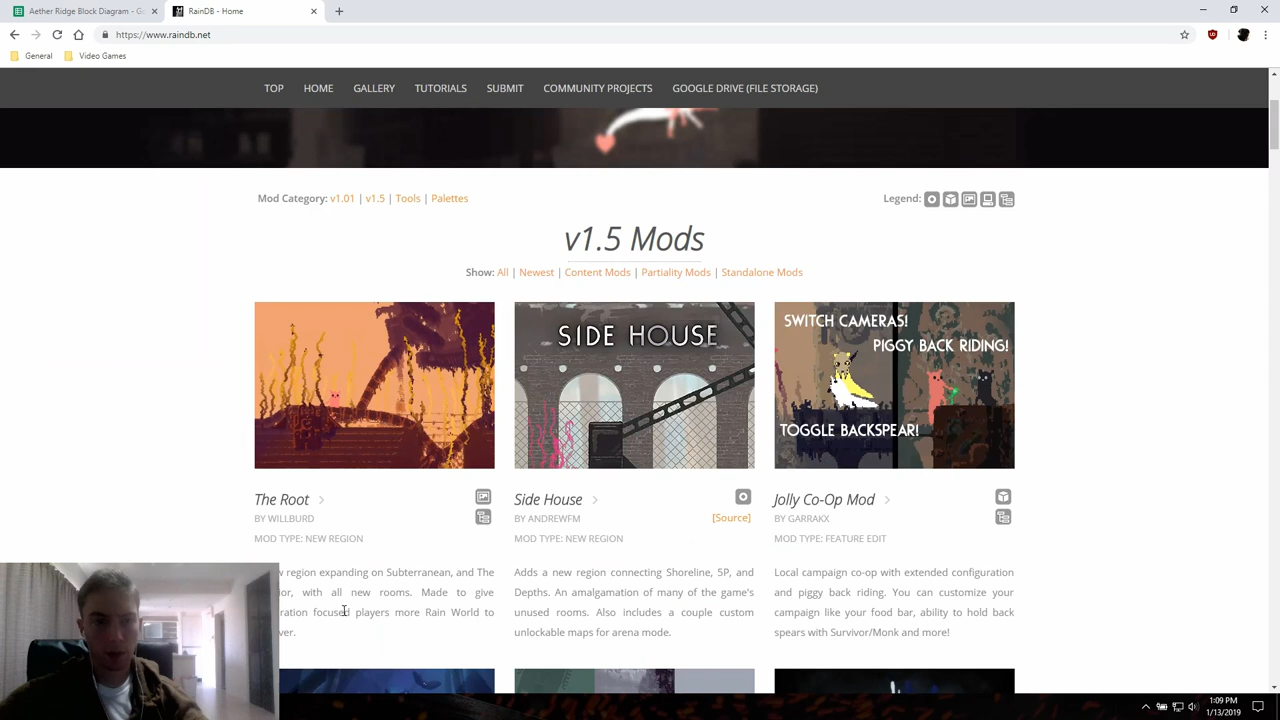 Aether Ridge Block Diagram - Go
RainDB - Home
https://www.raindb.net
General
Video Games
TOP HOME GALLERY TUTORIALS SUBMIT COMMUNITY PROJECTS GOOGLE DRIVE (FILE STORAGE)
Mod Category: v1.01 | v1.5 | Tools | Palettes
Legend:
v1.5 Mods
Show: All | Newest | Content Mods | Partiality Mods | Standalone Mods
SIDE HOUSE
SWITCH CAMERAS!
PIGGY BACK RIDING!
TOGGLE BACKSPEAR!
The Root
BY WILLBURD
MOD TYPE: NEW REGION
region expanding on Subterranean, and The
with all new rooms. Made to give
focused players more Rain World to
Side House
BY ANDREWFM
[Source]
MOD TYPE: NEW REGION
Adds a new region connecting Shoreline, 5P, and
Depths. An amalgamation of many of the game's
unused rooms. Also includes a couple custom
unlockable maps for arena mode.
Jolly Co-Op Mod
BY GARRAKX
MOD TYPE: FEATURE EDIT
Local campaign co-op with extended configuration
and piggy back riding. You can customize your
campaign like your food bar, ability to hold back
spears with Survivor/Monk and more!
1:09 PM
1/13/2019